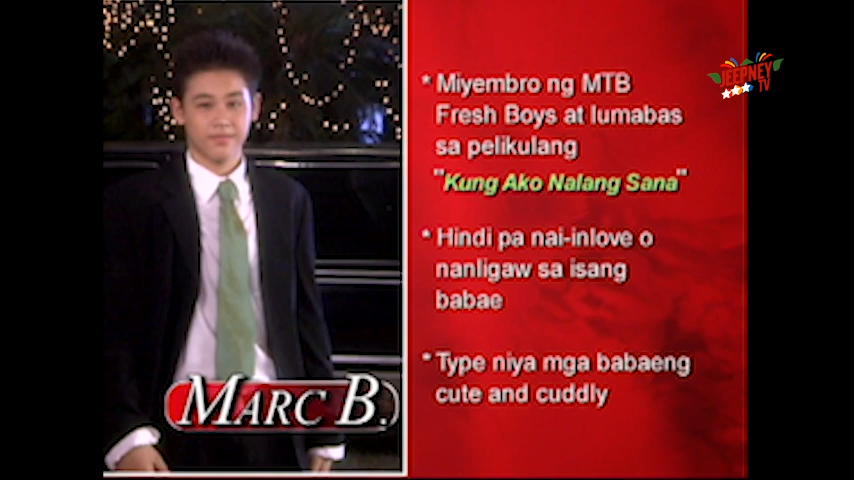 JEEPNEY
TV
* Miyembro ng MTB
Fresh Boys at lumabas
sa pelikulang
"Kung Ako Nalang Sana"
* Hindi pa nai-inlove o
nanligaw sa isang
babae
* Type niya mga babaeng
cute and cuddly
MARC B.